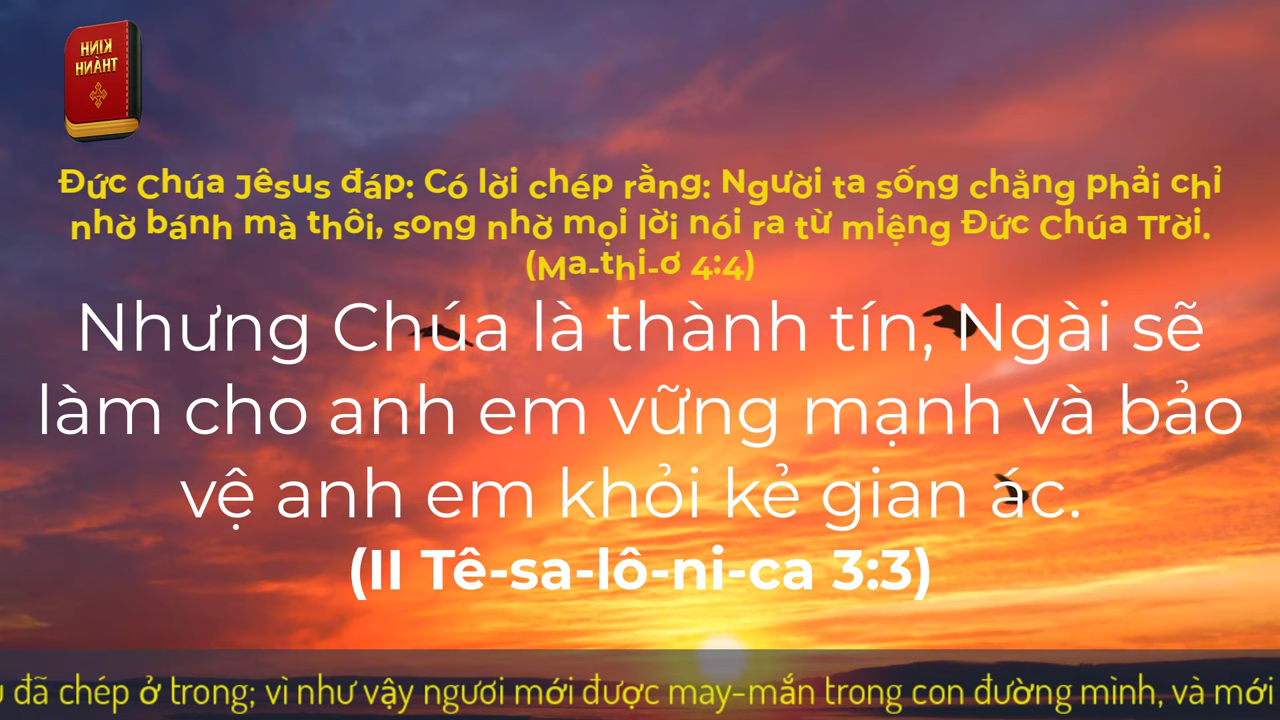 KINH
THÁNH
Đức Chúa Jêsus đáp: Có lời chép rằng: Người ta sống chẳng phải chỉ
nhờ bánh mà thôi, song nhờ mọi lời nói ra từ miệng Đức Chúa Trời.
(Ma-thi-ơ 4:4)
Nhưng Chúa là thành tín, Ngài sẽ
làm cho anh em vững mạnh và bảo
vệ anh em khỏi kẻ gian ác.
(II Tê-sa-lô-ni-ca 3:3)
đã chép ở trong; vì như vậy ngươi mới được may-mắn trong con đường mình, và mới